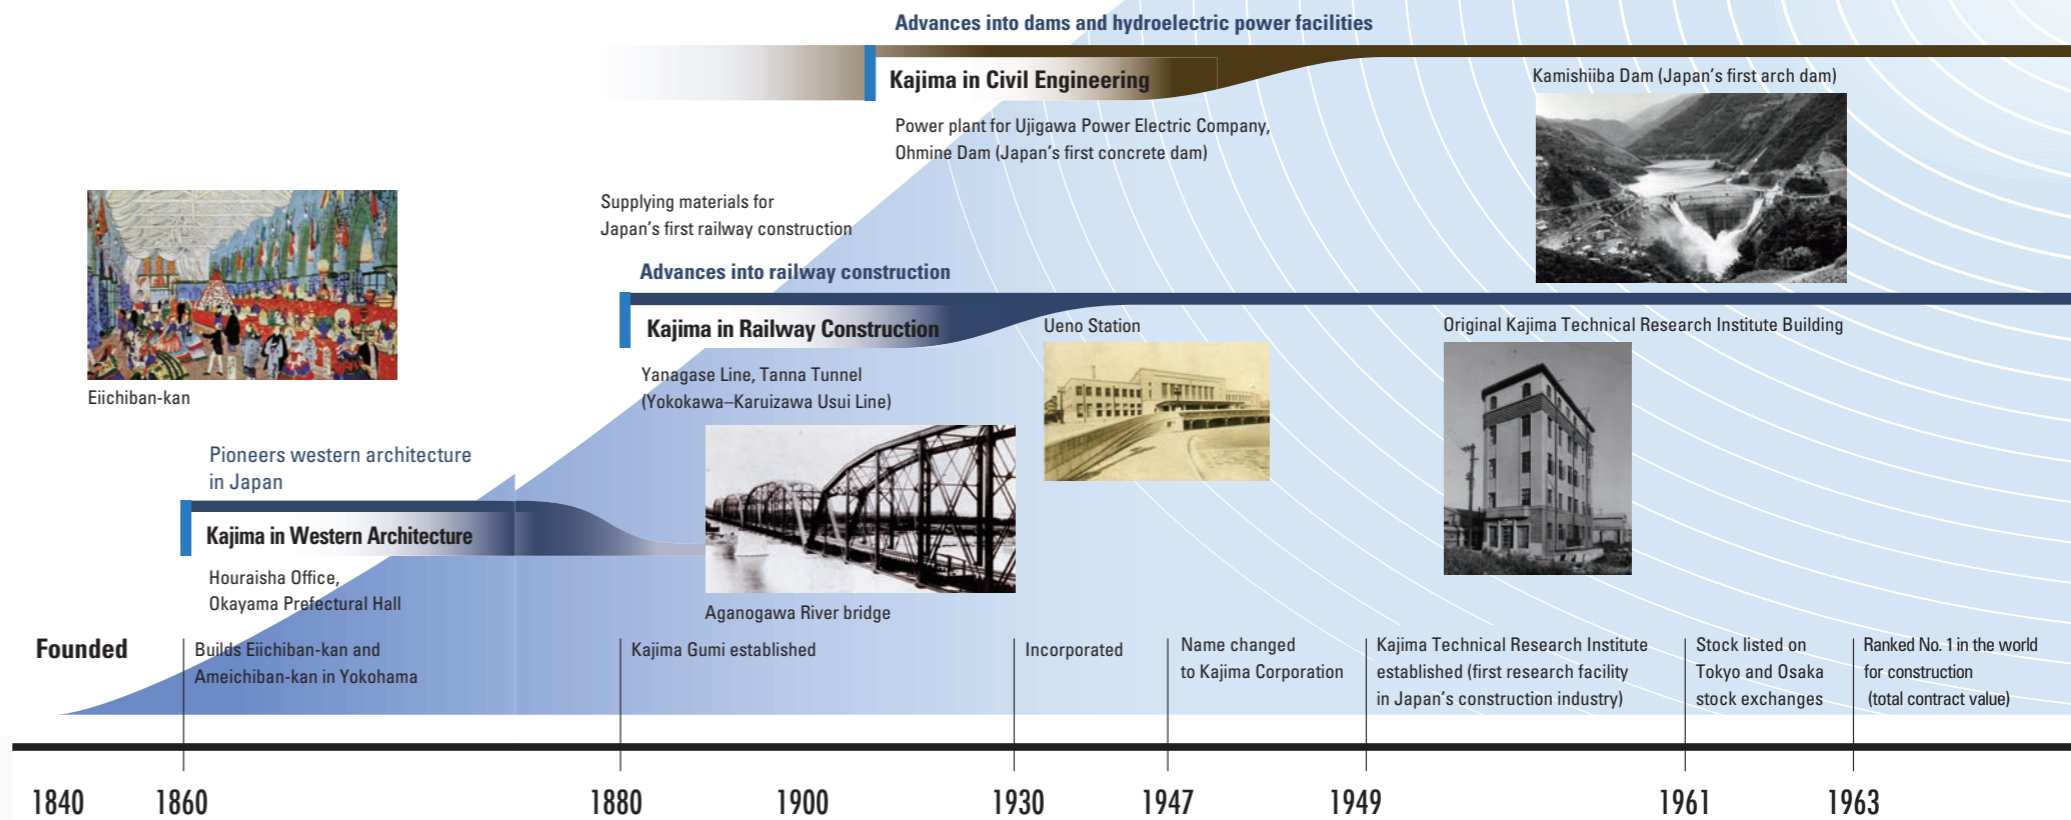 Advances into dams and hydroelectric power facilities
Kajima in Civil Engineering
Power plant for Ujigawa Power Electric Company,
Ohmine Dam (Japan's first concrete dam)
Kamishiiba Dam (Japan's first arch dam)
Supplying materials for
Japan's first railway construction
Advances into railway construction
Kajima in Railway Construction
Yanagase Line, Tanna Tunnel
(Yokokawa–Karuizawa Usui Line)
Ueno Station
Original Kajima Technical Research Institute Building
Eiichiban-kan
Pioneers western architecture
in Japan
Kajima in Western Architecture
Houraisha Office,
Okayama Prefectural Hall
Aganogawa River bridge
Founded
Builds Eiichiban-kan and
Ameichiban-kan in Yokohama
Kajima Gumi established
Incorporated
Name changed
to Kajima Corporation
Kajima Technical Research Institute
established (first research facility
in Japan's construction industry)
Stock listed on
Tokyo and Osaka
stock exchanges
Ranked No. 1 in the world
for construction
(total contract value)
1840
1860
1880
1900
1930
1947
1949
1961
1963